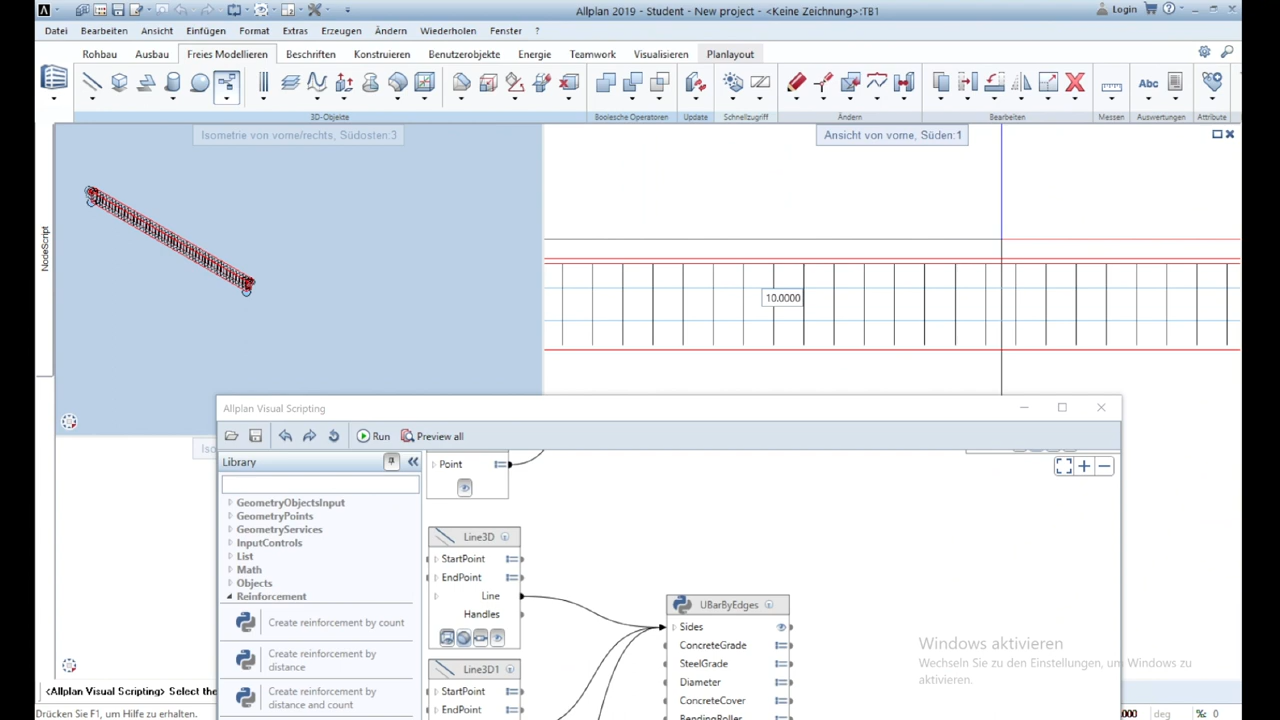 Allplan 2019 - Student - New project - <Keine Zeichnung>:TB1
Login
Datei Bearbeiten Ansicht Einfügen Format Extras Erzeugen Ändern Wiederholen Fenster ?
Rohbau Ausbau Freies Modellieren Beschriften Konstruieren Benutzerobjekte Energie Teamwork Visualisieren Planlayout
Abc
3D-Objekte Boolesche Operatoren Update Schnellzugriff Ändern Bearbeiten Messen Auswertungen Attribute
Isometrie von vorne/rechts, Südosten:3
Ansicht von vorne, Süden:1
NodeScript
10.0000
Allplan Visual Scripting
Iso
Run Preview all
Library
GeometryObjectsInput
GeometryPoints
GeometryServices
InputControls
List
Math
Objects
Reinforcement
Create reinforcement by count
Create reinforcement by
distance
Create reinforcement by
distance and count
Point
Line3D
StartPoint
EndPoint
Line
Handles
Line3D1
StartPoint
EndPoint
UBarByEdges
Sides
ConcreteGrade
SteelGrade
Diameter
ConcreteCover
BendingRoller
Windows aktivieren
Wechseln Sie zu den Einstellungen, um Windows zu
aktivieren.
<Allplan Visual Scripting> Select the
Drücken Sie F1, um Hilfe zu erhalten.
.000 deg %: 0